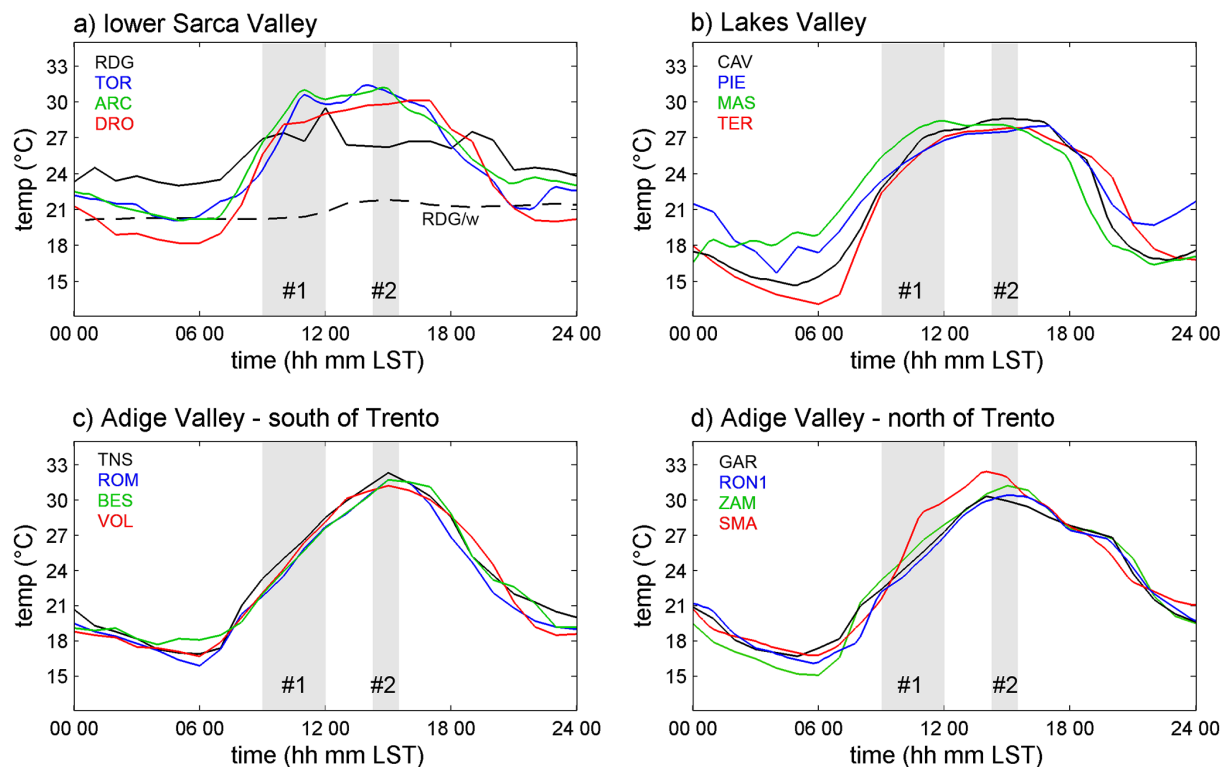 a) lower Sarca Valley
temp (°C)
33
30
27
24
21
18
15
RDG
TOR
ARC
DRO
RDG/w
#1
#2
00 00
06 00
12 00
18 00
24 00
time (hh mm LST)
b) Lakes Valley
temp (°C)
33
30
27
24
21
18
15
CAV
PIE
MAS
TER
#1
#2
00 00
06 00
12 00
18 00
24 00
time (hh mm LST)
c) Adige Valley - south of Trento
temp (°C)
33
30
27
24
21
18
15
TNS
ROM
BES
VOL
#1
#2
00 00
06 00
12 00
18 00
24 00
time (hh mm LST)
d) Adige Valley - north of Trento
temp (°C)
33
30
27
24
21
18
15
GAR
RON1
ZAM
SMA
#1
#2
00 00
06 00
12 00
18 00
24 00
time (hh mm LST)